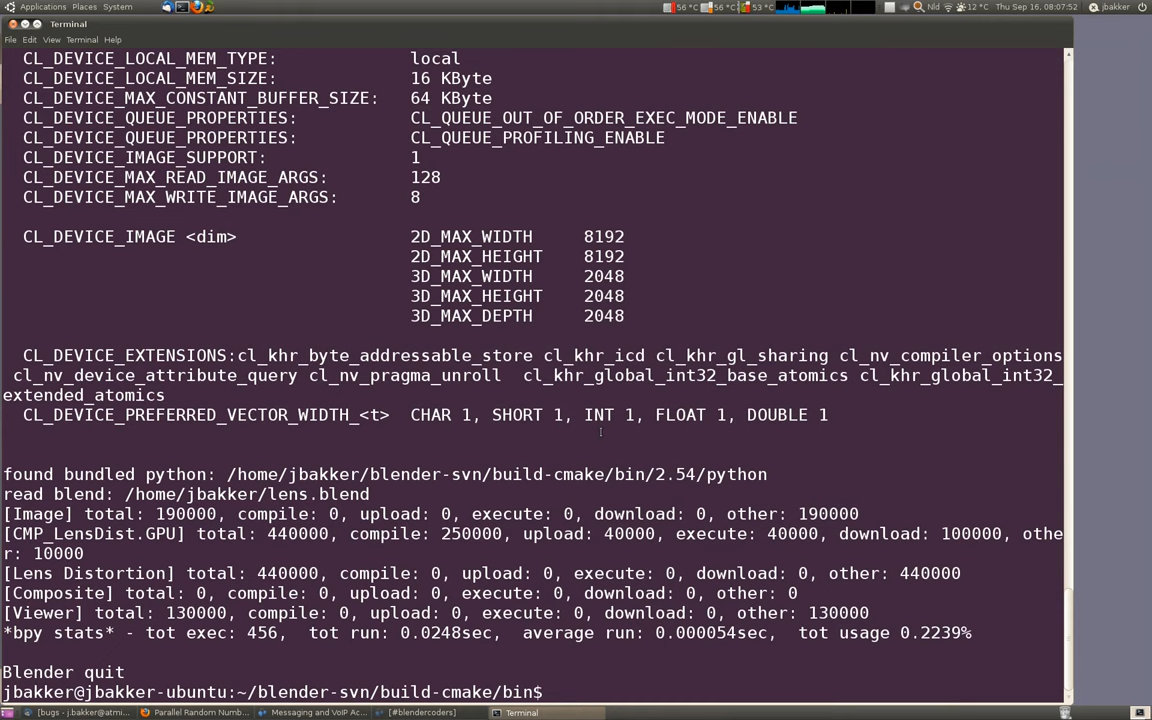 Applications Places System 56 °C 56 °C 53 °C Nld 12 °C Thu Sep 16, 08:07:52 jbakker
Terminal
File Edit View Terminal Help
CL_DEVICE_LOCAL_MEM_TYPE: local
CL_DEVICE_LOCAL_MEM_SIZE: 16 KByte
CL_DEVICE_MAX_CONSTANT_BUFFER_SIZE: 64 KByte
CL_DEVICE_QUEUE_PROPERTIES: CL_QUEUE_OUT_OF_ORDER_EXEC_MODE_ENABLE
CL_DEVICE_QUEUE_PROPERTIES: CL_QUEUE_PROFILING_ENABLE
CL_DEVICE_IMAGE_SUPPORT: 1
CL_DEVICE_MAX_READ_IMAGE_ARGS: 128
CL_DEVICE_MAX_WRITE_IMAGE_ARGS: 8
CL_DEVICE_IMAGE <dim> 2D_MAX_WIDTH 8192
2D_MAX_HEIGHT 8192
3D_MAX_WIDTH 2048
3D_MAX_HEIGHT 2048
3D_MAX_DEPTH 2048
CL_DEVICE_EXTENSIONS:cl_khr_byte_addressable_store cl_khr_icd cl_khr_gl_sharing cl_nv_compiler_options
cl_nv_device_attribute_query cl_nv_pragma_unroll  cl_khr_global_int32_base_atomics cl_khr_global_int32_
extended_atomics
CL_DEVICE_PREFERRED_VECTOR_WIDTH_<t> CHAR 1, SHORT 1, INT 1, FLOAT 1, DOUBLE 1
found bundled python: /home/jbakker/blender-svn/build-cmake/bin/2.54/python
read blend: /home/jbakker/lens.blend
[Image] total: 190000, compile: 0, upload: 0, execute: 0, download: 0, other: 190000
[CMP_LensDist.GPU] total: 440000, compile: 250000, upload: 40000, execute: 40000, download: 100000, othe
r: 10000
[Lens Distortion] total: 440000, compile: 0, upload: 0, execute: 0, download: 0, other: 440000
[Composite] total: 0, compile: 0, upload: 0, execute: 0, download: 0, other: 0
[Viewer] total: 130000, compile: 0, upload: 0, execute: 0, download: 0, other: 130000
*bpy stats* - tot exec: 456,  tot run: 0.0248sec,  average run: 0.000054sec,  tot usage 0.2239%
Blender quit
jbakker@jbakker-ubuntu:~/blender-svn/build-cmake/bin$
[bugs - j.bakker@atmi... Parallel Random Numb... Messaging and VoIP Ac... [#blendercoders] Terminal